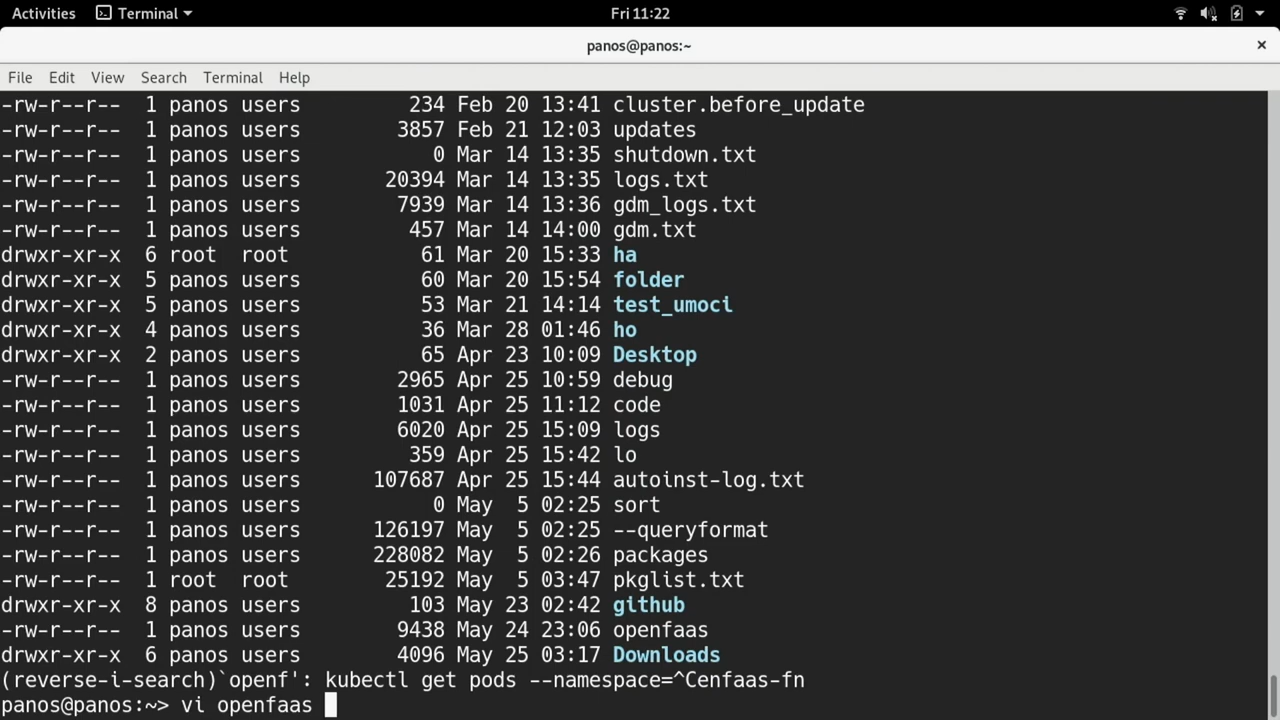 Activities Terminal Fri 11:22
panos@panos:~ ×
File Edit View Search Terminal Help
-rw-r--r-- 1 panos users 234 Feb 20 13:41 cluster.before_update
-rw-r--r-- 1 panos users 3857 Feb 21 12:03 updates
-rw-r--r-- 1 panos users 0 Mar 14 13:35 shutdown.txt
-rw-r--r-- 1 panos users 20394 Mar 14 13:35 logs.txt
-rw-r--r-- 1 panos users 7939 Mar 14 13:36 gdm_logs.txt
-rw-r--r-- 1 panos users 457 Mar 14 14:00 gdm.txt
drwxr-xr-x 6 root root 61 Mar 20 15:33 ha
drwxr-xr-x 5 panos users 60 Mar 20 15:54 folder
drwxr-xr-x 5 panos users 53 Mar 21 14:14 test_umoci
drwxr-xr-x 4 panos users 36 Mar 28 01:46 ho
drwxr-xr-x 2 panos users 65 Apr 23 10:09 Desktop
-rw-r--r-- 1 panos users 2965 Apr 25 10:59 debug
-rw-r--r-- 1 panos users 1031 Apr 25 11:12 code
-rw-r--r-- 1 panos users 6020 Apr 25 15:09 logs
-rw-r--r-- 1 panos users 359 Apr 25 15:42 lo
-rw-r--r-- 1 panos users 107687 Apr 25 15:44 autoinst-log.txt
-rw-r--r-- 1 panos users 0 May 5 02:25 sort
-rw-r--r-- 1 panos users 126197 May 5 02:25 --queryformat
-rw-r--r-- 1 panos users 228082 May 5 02:26 packages
-rw-r--r-- 1 root root 25192 May 5 03:47 pkglist.txt
drwxr-xr-x 8 panos users 103 May 23 02:42 github
-rw-r--r-- 1 panos users 9438 May 24 23:06 openfaas
drwxr-xr-x 6 panos users 4096 May 25 03:17 Downloads
(reverse-i-search)`openf': kubectl get pods --namespace=^Cenfaas-fn
panos@panos:~> vi openfaas